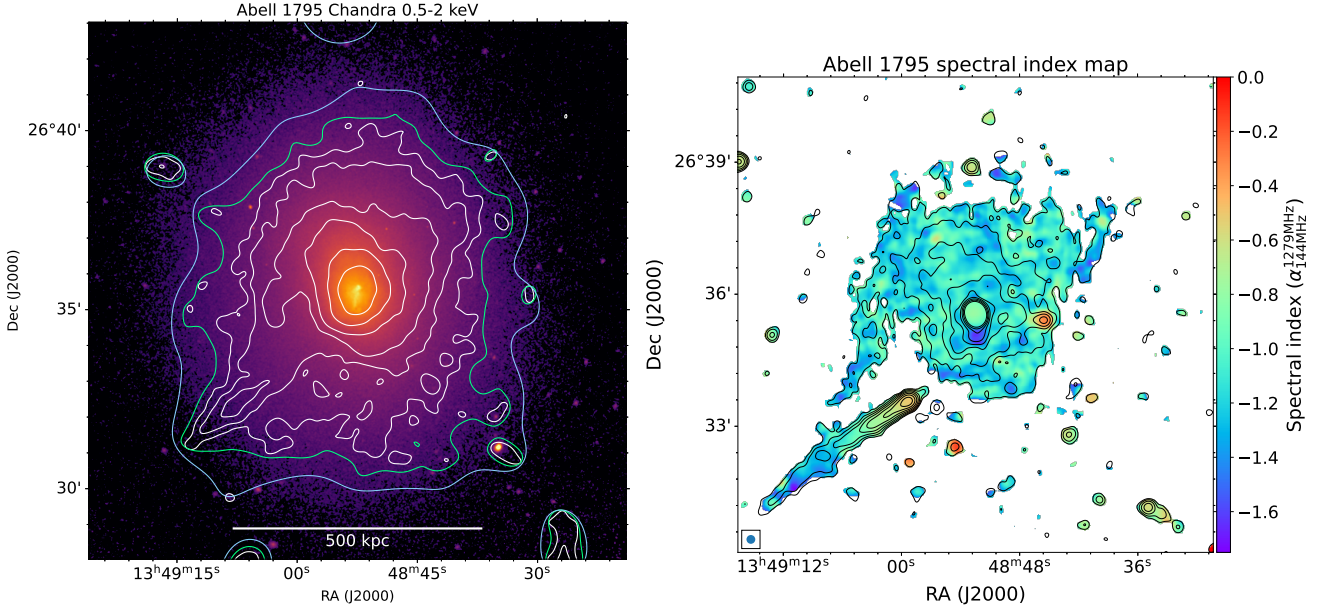 Abell 1795 Chandra 0.5-2 keV
26°40'
35'
30'
Dec (J2000)
500 kpc
13ʰ49ᵐ15ˢ
00ˢ
48ᵐ45ˢ
30ˢ
RA (J2000)
Abell 1795 spectral index map
26°39'
36'
33'
Dec (J2000)
13ʰ49ᵐ12ˢ
00ˢ
48ᵐ48ˢ
36ˢ
RA (J2000)
0.0
−0.2
−0.4
−0.6
−0.8
−1.0
−1.2
−1.4
−1.6
Spectral index (α₁₄₄MHz¹²⁷⁹MHz)